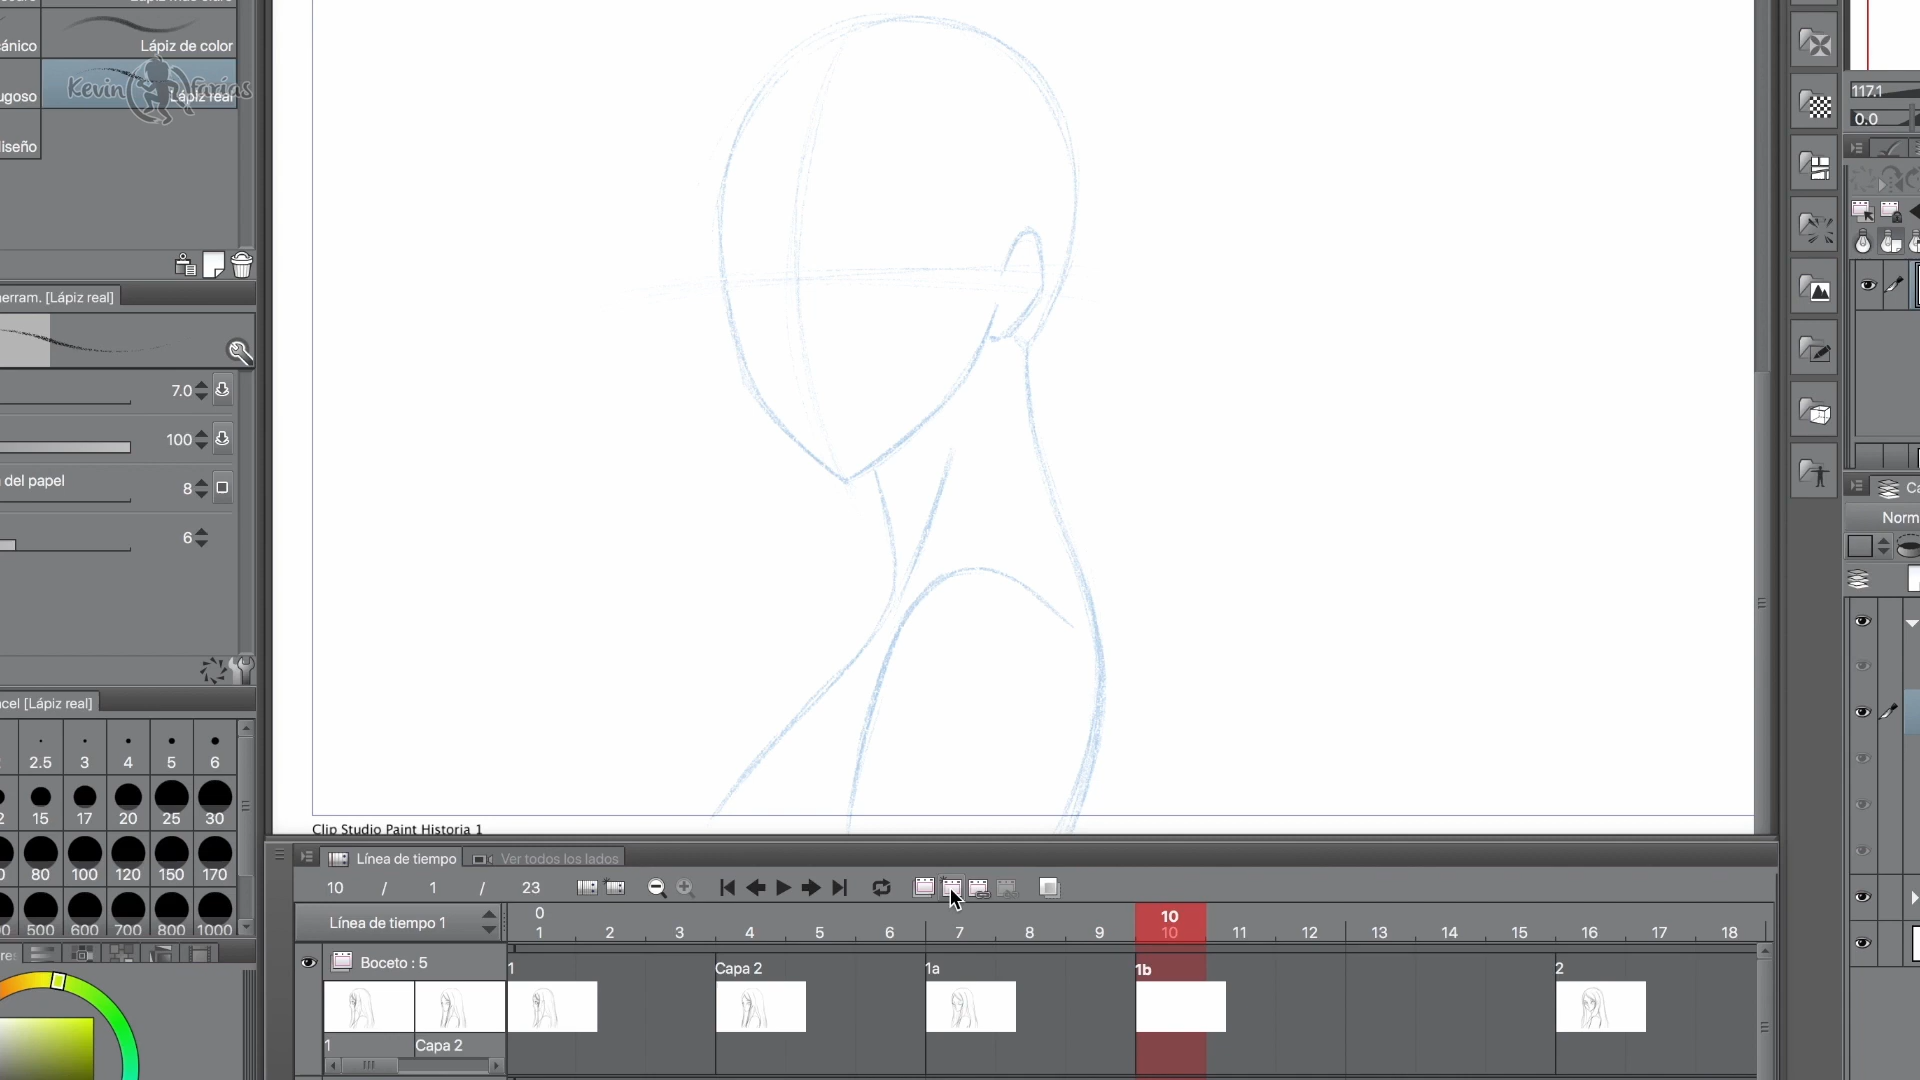 Lápiz de color
ánico
Kevin Farías
ugoso
Lápiz real
diseño
erram. [Lápiz real]
7.0
100
del papel
8
6
cel [Lápiz real]
2.5 3 4 5 6
15 17 20 25 30
80 100 120 150 170
500 600 700 800 1000
Clip Studio Paint Historia 1
Línea de tiempo
Ver todos los lados
10 / 1 / 23
Línea de tiempo 1
0
10
1 2 3 4 5 6 7 8 9 10 11 12 13 14 15 16 17 18
Boceto : 5
1
Capa 2
1a
1b
2
1
Capa 2
117.1
0.0
Ca
Norm